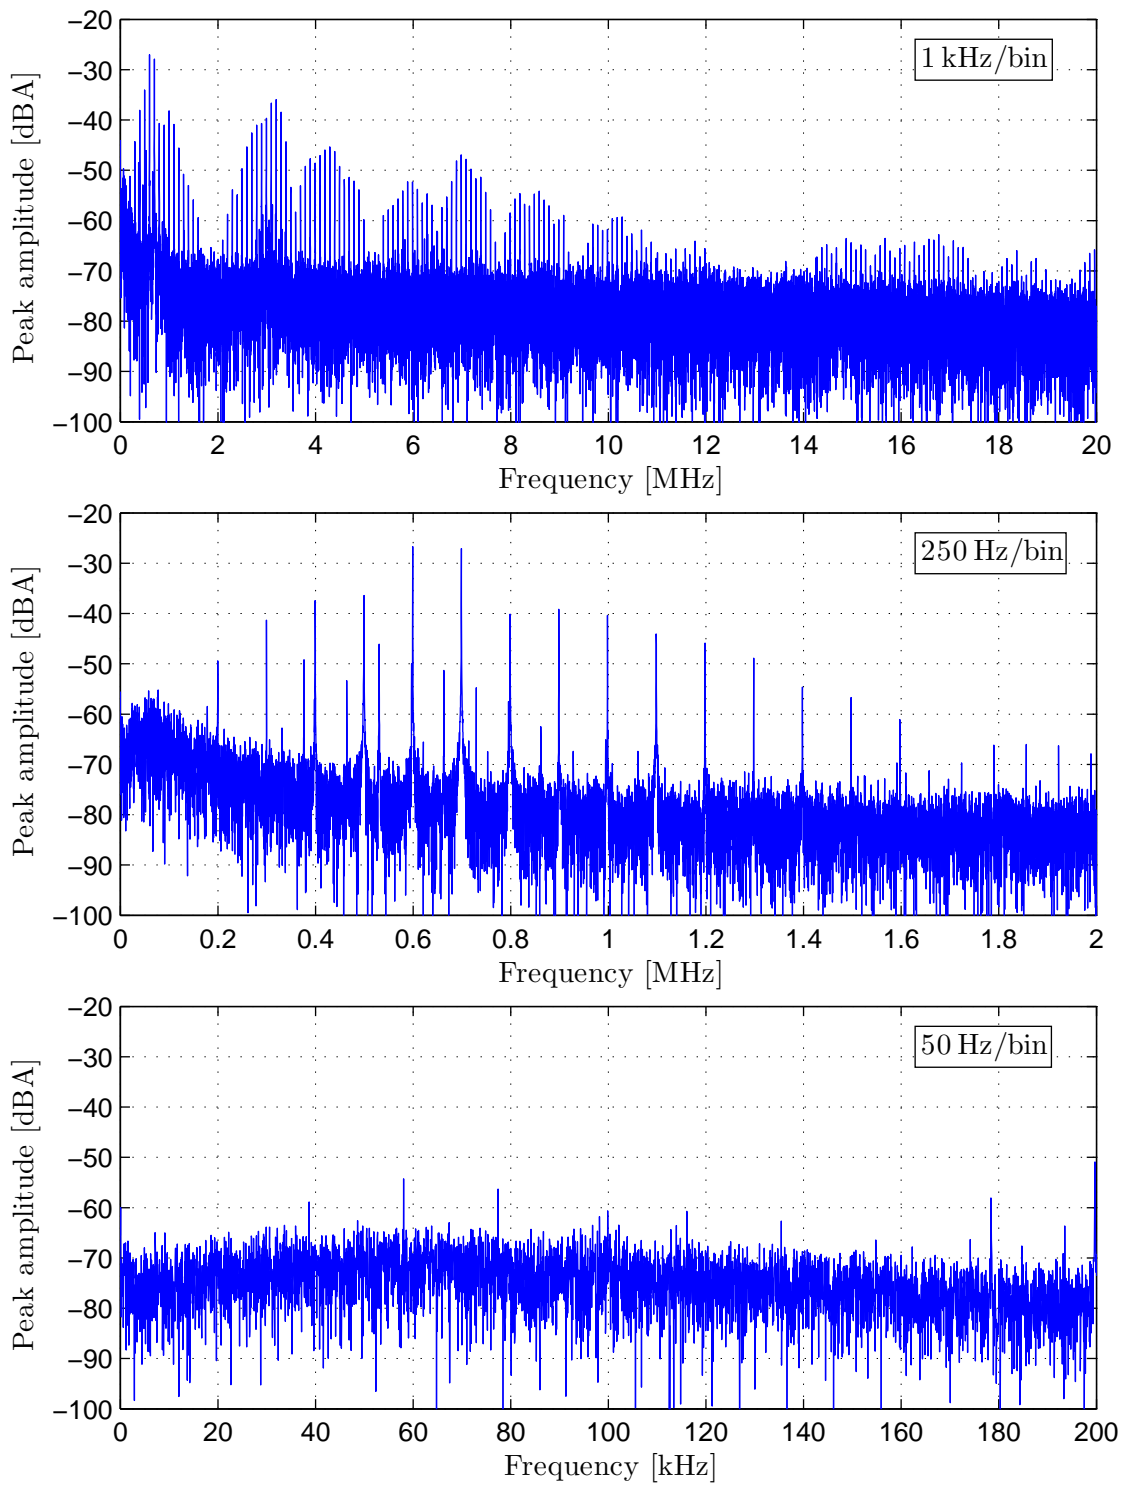 −20
−30
−40
−50
−60
−70
−80
−90
−100
Peak amplitude [dBA]
1 kHz/bin
0 2 4 6 8 10 12 14 16 18 20
Frequency [MHz]
−20
−30
−40
−50
−60
−70
−80
−90
−100
Peak amplitude [dBA]
250 Hz/bin
0 0.2 0.4 0.6 0.8 1 1.2 1.4 1.6 1.8 2
Frequency [MHz]
−20
−30
−40
−50
−60
−70
−80
−90
−100
Peak amplitude [dBA]
50 Hz/bin
0 20 40 60 80 100 120 140 160 180 200
Frequency [kHz]